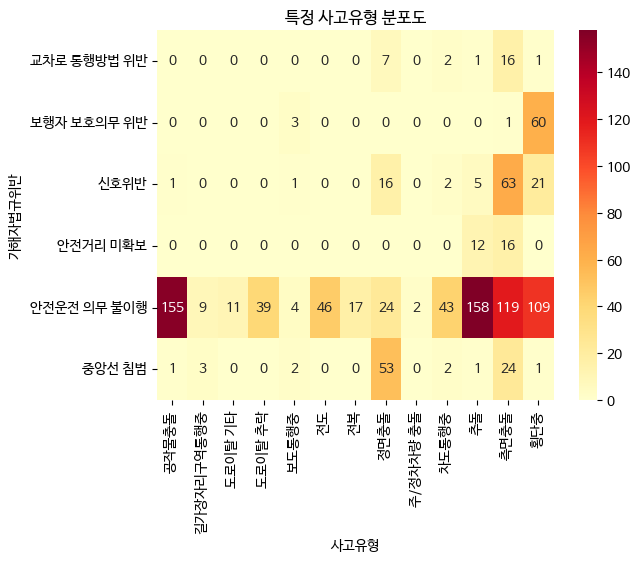 특정 사고유형 분포도
교차로 통행방법 위반 0 0 0 0 0 0 0 7 0 2 1 16 1
보행자 보호의무 위반 0 0 0 0 3 0 0 0 0 0 0 1 60
신호위반 1 0 0 0 1 0 0 16 0 2 5 63 21
안전거리 미확보 0 0 0 0 0 0 0 0 0 0 12 16 0
안전운전 의무 불이행 155 9 11 39 4 46 17 24 2 43 158 119 109
중앙선 침범 1 3 0 0 2 0 0 53 0 2 1 24 1
가해자법규위반
공작물충돌
길가장자리구역통행중
도로이탈 기타
도로이탈 추락
보도통행중
전도
전복
정면충돌
주/정차차량 충돌
차도통행중
추돌
측면충돌
횡단중
사고유형
140
120
100
80
60
40
20
0